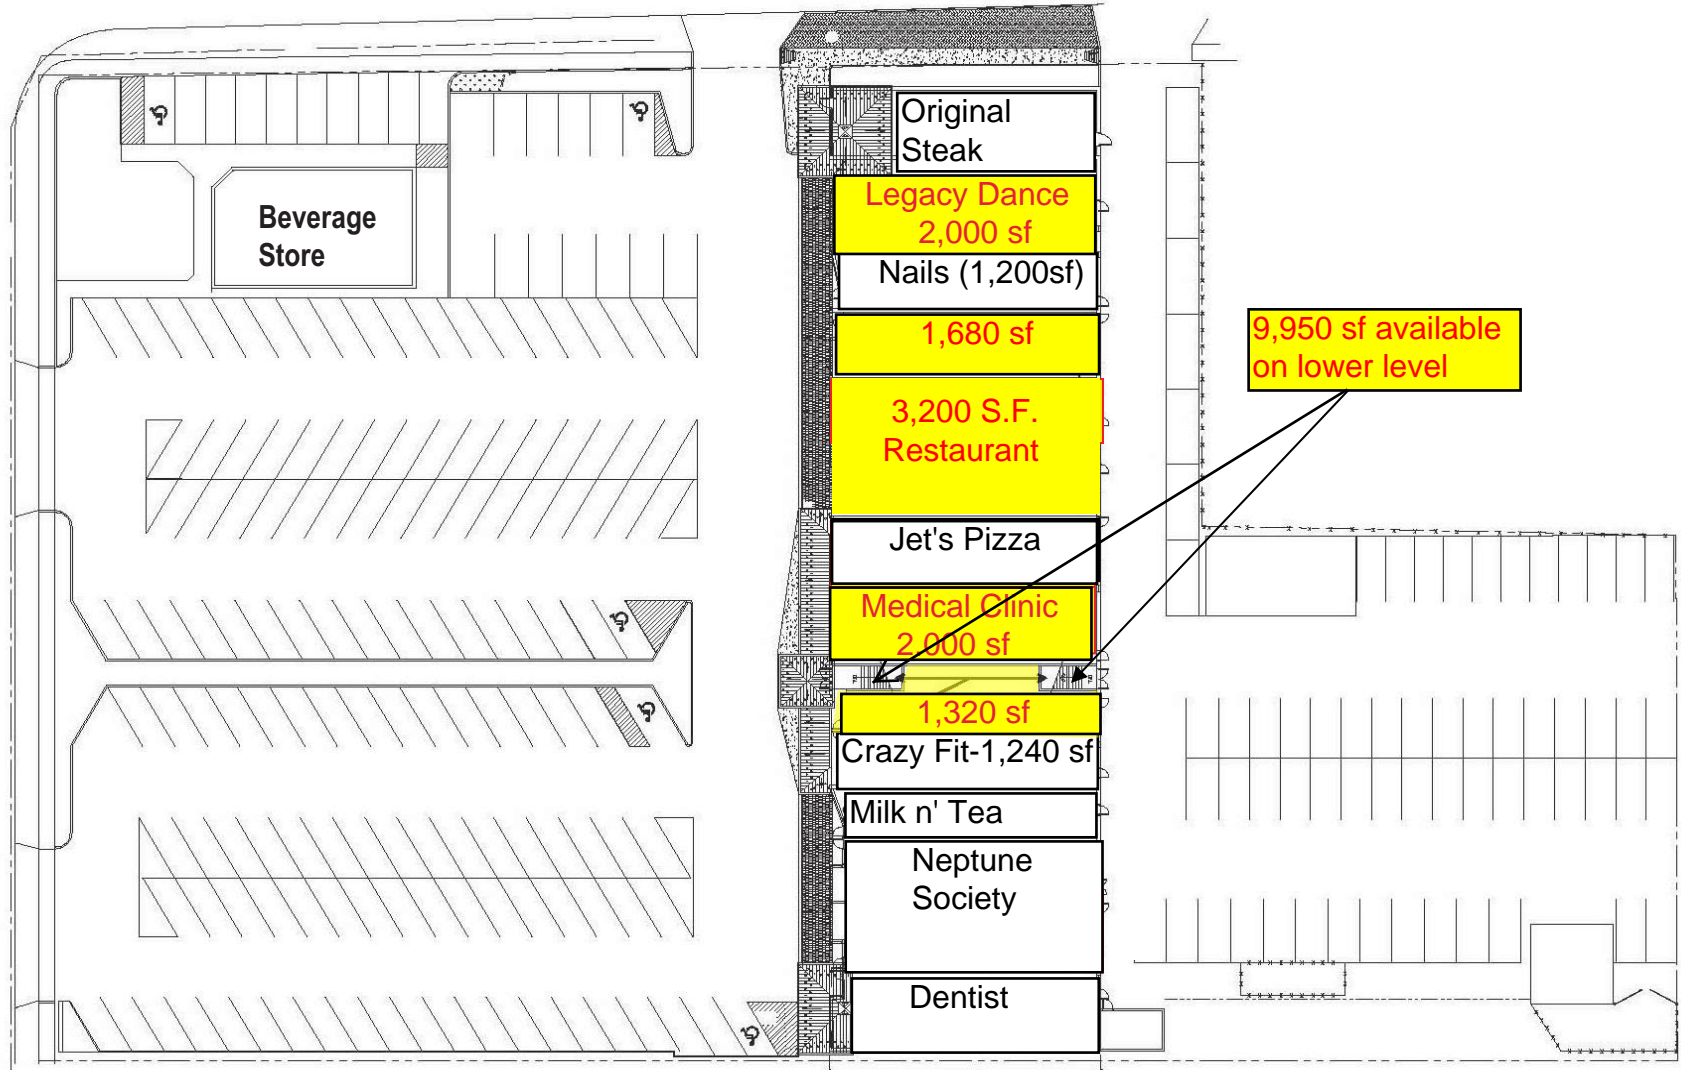 Original
Steak
Legacy Dance
2,000 sf
Beverage
Store
Nails (1,200sf)
1,680 sf
9,950 sf available
on lower level
3,200 S.F.
Restaurant
Jet's Pizza
Medical Clinic
2,000 sf
1,320 sf
Crazy Fit-1,240 sf
Milk n' Tea
Neptune
Society
Dentist